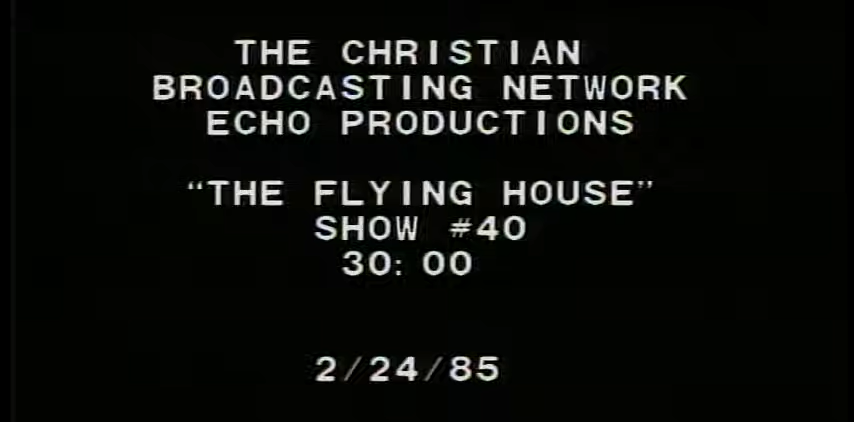 THE CHRISTIAN
BROADCASTING NETWORK
ECHO PRODUCTIONS
“THE FLYING HOUSE”
SHOW #40
30: 00
2/24/85